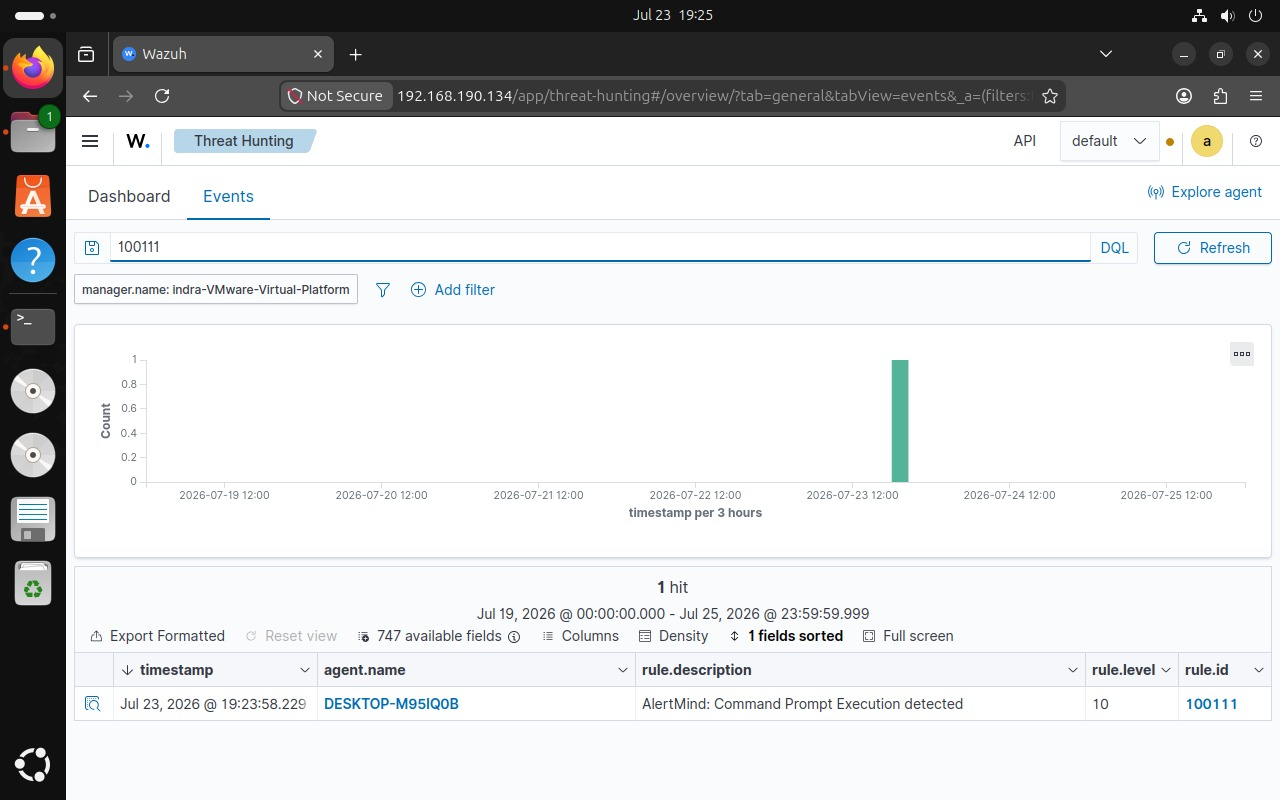 Jul 23 19:25
Wazuh
1
Not Secure 192.168.190.134/app/threat-hunting#/overview/?tab=general&tabView=events&_a=(filters:
W. Threat Hunting API default a
Dashboard Events Explore agent
100111 DQL Refresh
manager.name: indra-VMware-Virtual-Platform Add filter
1
0.8
0.6
0.4
0.2
0
Count
2026-07-19 12:00 2026-07-20 12:00 2026-07-21 12:00 2026-07-22 12:00 2026-07-23 12:00 2026-07-24 12:00 2026-07-25 12:00
timestamp per 3 hours
1 hit
Jul 19, 2026 @ 00:00:00.000 - Jul 25, 2026 @ 23:59:59.999
Export Formatted Reset view 747 available fields Columns Density 1 fields sorted Full screen
timestamp agent.name rule.description rule.level rule.id
Jul 23, 2026 @ 19:23:58.229 DESKTOP-M95IQ0B AlertMind: Command Prompt Execution detected 10 100111